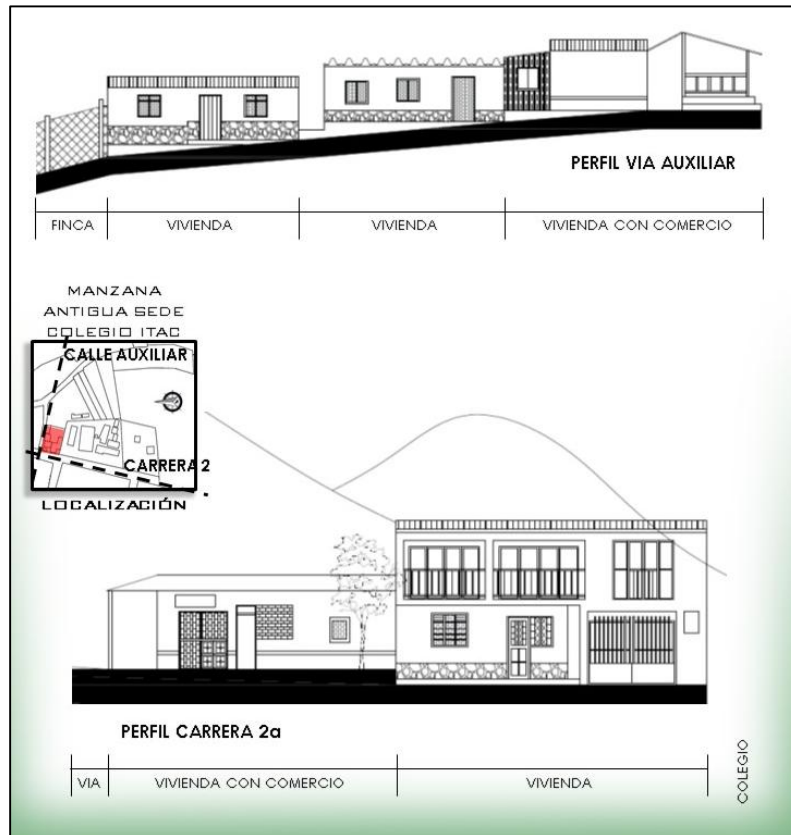 PERFIL VIA AUXILIAR
FINCA
VIVIENDA
VIVIENDA
VIVIENDA CON COMERCIO
MANZANA
ANTIGUA SEDE
COLEGIO ITAC
CALLE AUXILIAR
CARRERA 2
LOCALIZACIÓN
PERFIL CARRERA 2a
VIA
VIVIENDA CON COMERCIO
VIVIENDA
COLEGIO